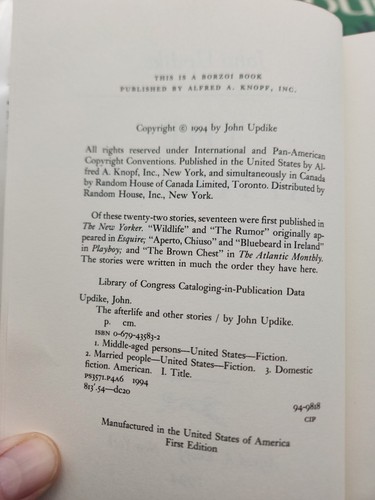 THIS IS A BORZOI BOOK
PUBLISHED BY ALFRED A. KNOPF, INC.
Copyright © 1994 by John Updike
All rights reserved under International and Pan-American
Copyright Conventions. Published in the United States by Al-
fred A. Knopf, Inc., New York, and simultaneously in Canada
by Random House of Canada Limited, Toronto. Distributed by
Random House, Inc., New York.
Of these twenty-two stories, seventeen were first published in
The New Yorker. "Wildlife" and "The Rumor" originally ap-
peared in Esquire; "Aperto, Chiuso" and "Bluebeard in Ireland"
in Playboy; and "The Brown Chest" in The Atlantic Monthly.
The stories were written in much the order they have here.
Library of Congress Cataloging-in-Publication Data
Updike, John.
The afterlife and other stories / by John Updike.
p. cm.
ISBN 0-679-43583-2
1. Middle-aged persons—United States—Fiction.
2. Married people—United States—Fiction. 3. Domestic
fiction. American. I. Title.
PS3571.P4A6 1994
813'.54—dc20
94-9818
CIP
Manufactured in the United States of America
First Edition